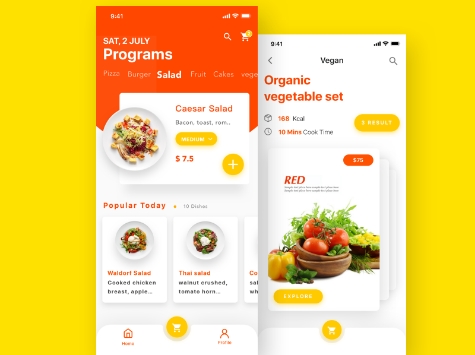 9:41
SAT, 2 JULY
Programs
Pizza Burger Salad Fruit Cakes vege
Caesar Salad
Bacon, toast, rom..
MEDIUM
$ 7.5
Popular Today
10 Dishes
Waldorf Salad
Cooked chicken
breast, apple...
Thai salad
walnut crushed,
tomato horn...
Co
Home
Profile
9:41
Vegan
Organic
vegetable set
168 Kcal
10 Mins Cook Time
$75
RED
EXPLORE